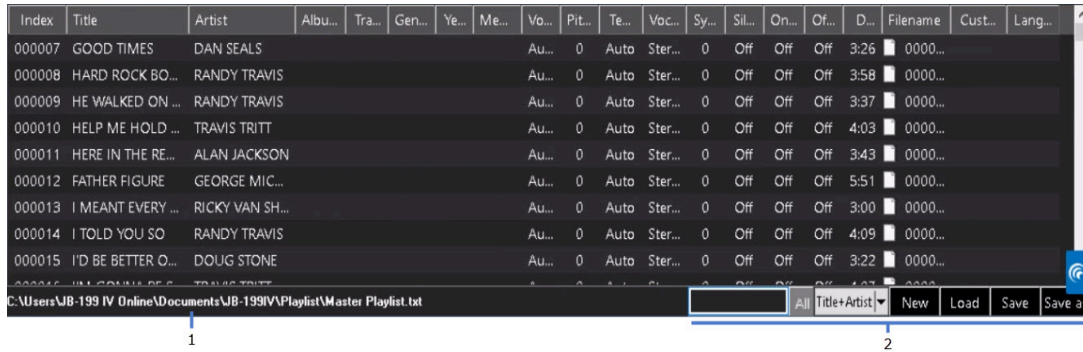 Index Title Artist Albu... Tra... Gen... Ye... Me... Vo... Pit... Te... Voc... Sy... Sil... On... Of... D... Filename Cust... Lang...
000007 GOOD TIMES DAN SEALS Au... 0 Auto Ster... 0 Off Off Off 3:26 0000...
000008 HARD ROCK BO... RANDY TRAVIS Au... 0 Auto Ster... 0 Off Off Off 3:58 0000...
000009 HE WALKED ON ... RANDY TRAVIS Au... 0 Auto Ster... 0 Off Off Off 3:37 0000...
000010 HELP ME HOLD ... TRAVIS TRITT Au... 0 Auto Ster... 0 Off Off Off 4:03 0000...
000011 HERE IN THE RE... ALAN JACKSON Au... 0 Auto Ster... 0 Off Off Off 3:43 0000...
000012 FATHER FIGURE GEORGE MIC... Au... 0 Auto Ster... 0 Off Off Off 5:51 0000...
000013 I MEANT EVERY ... RICKY VAN SH... Au... 0 Auto Ster... 0 Off Off Off 3:00 0000...
000014 I TOLD YOU SO RANDY TRAVIS Au... 0 Auto Ster... 0 Off Off Off 4:09 0000...
000015 I'D BE BETTER O... DOUG STONE Au... 0 Auto Ster... 0 Off Off Off 3:22 0000...
C:\Users\JB-199 IV Online\Documents\JB-199IV\Playlist\Master Playlist.txt All Title+Artist New Load Save Save a
1 2